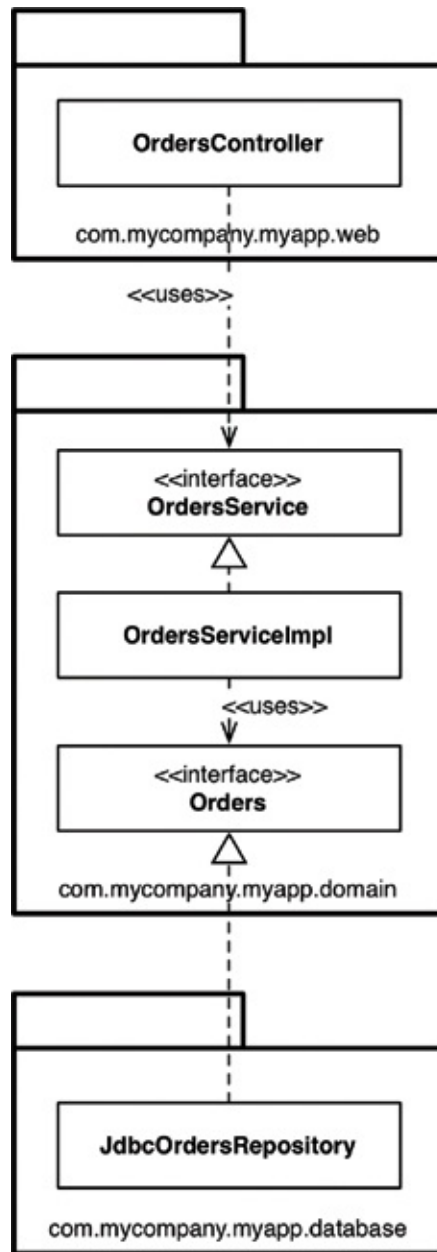 OrdersController
com.mycompany.myapp.web
<<uses>>
<<interface>>
OrdersService
OrdersServiceImpl
<<uses>>
<<interface>>
Orders
com.mycompany.myapp.domain
JdbcOrdersRepository
com.mycompany.myapp.database